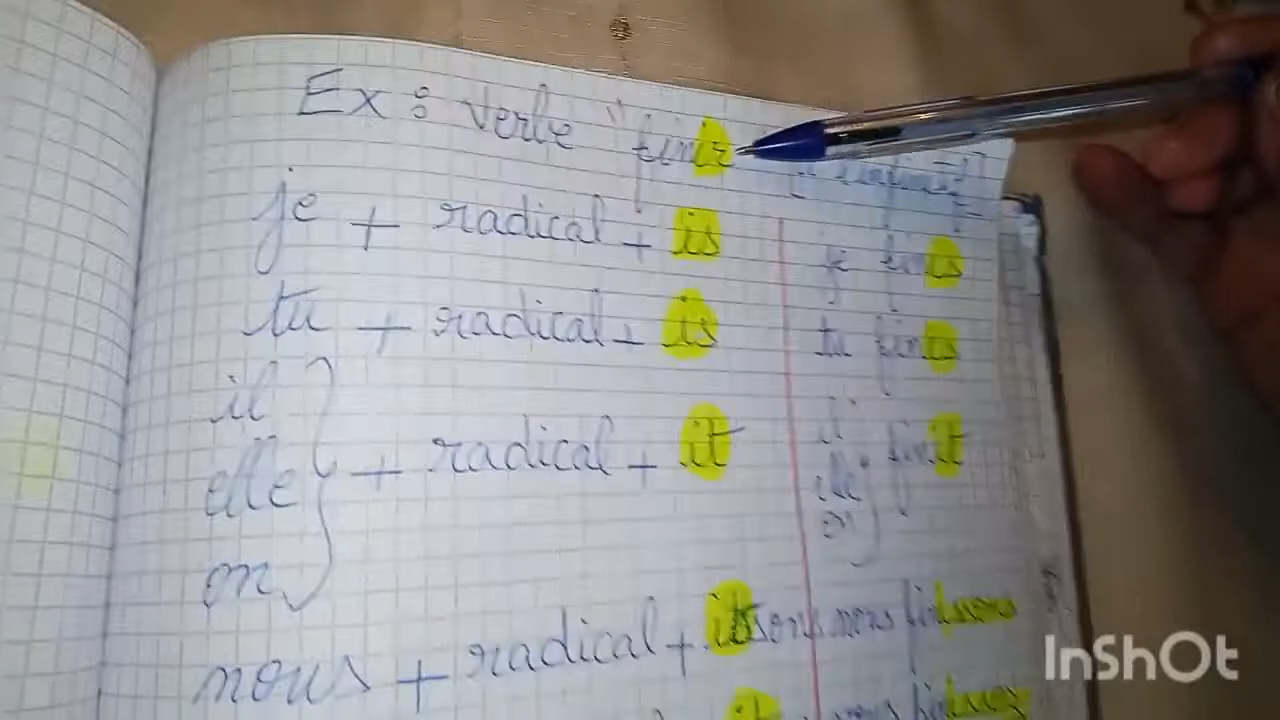 Ex : verbe "finir
je + radical + is
je finis
tu + radical + is
tu finis
il
elle + radical + it
on
il
elle finit
on
nous + radical + issons nous finissons
InShOt